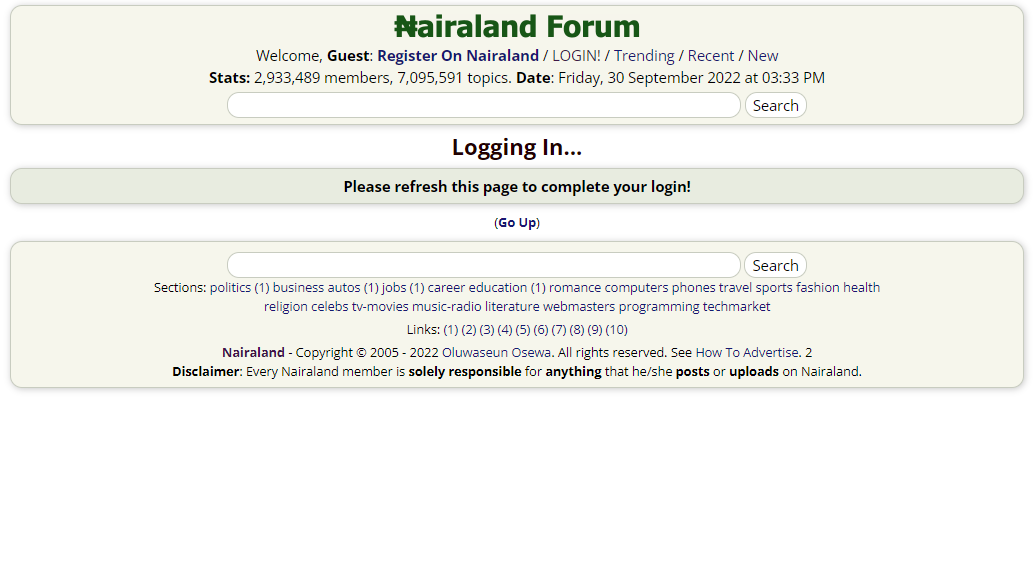 ₦airaland Forum
Welcome, Guest: Register On Nairaland / LOGIN! / Trending / Recent / New
Stats: 2,933,489 members, 7,095,591 topics. Date: Friday, 30 September 2022 at 03:33 PM
Search
Logging In...
Please refresh this page to complete your login!
(Go Up)
Search
Sections: politics (1) business autos (1) jobs (1) career education (1) romance computers phones travel sports fashion health
religion celebs tv-movies music-radio literature webmasters programming techmarket
Links: (1) (2) (3) (4) (5) (6) (7) (8) (9) (10)
Nairaland - Copyright © 2005 - 2022 Oluwaseun Osewa. All rights reserved. See How To Advertise. 2
Disclaimer: Every Nairaland member is solely responsible for anything that he/she posts or uploads on Nairaland.